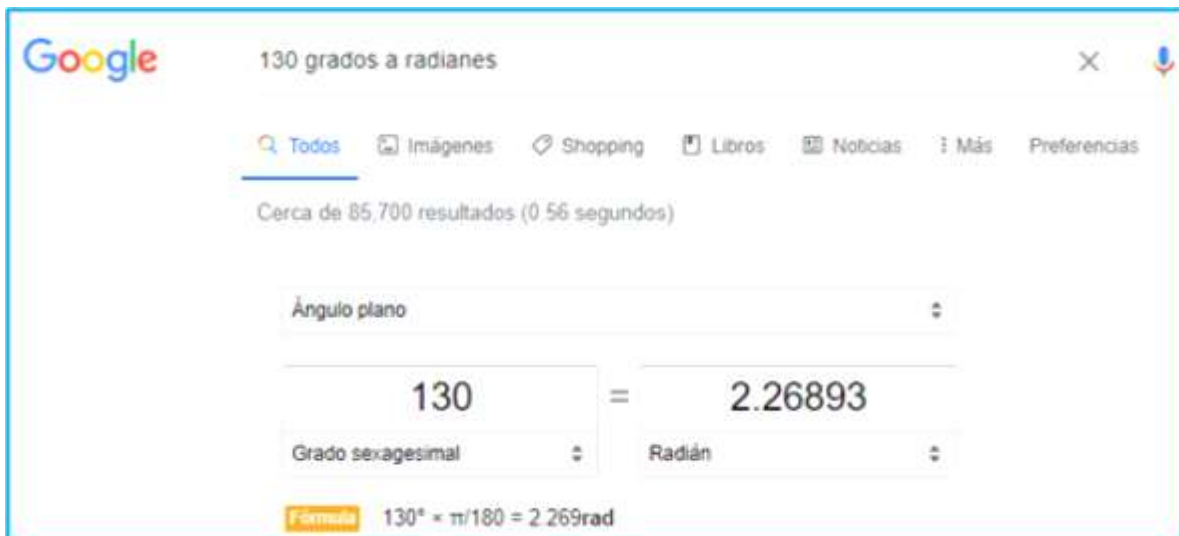 Google 130 grados a radianes
Todos Imágenes Shopping Libros Noticias Más Preferencias
Cerca de 85,700 resultados (0.56 segundos)
Ángulo plano
130 = 2.26893
Grado sexagesimal Radián
Fórmula 130° × π/180 = 2.269rad